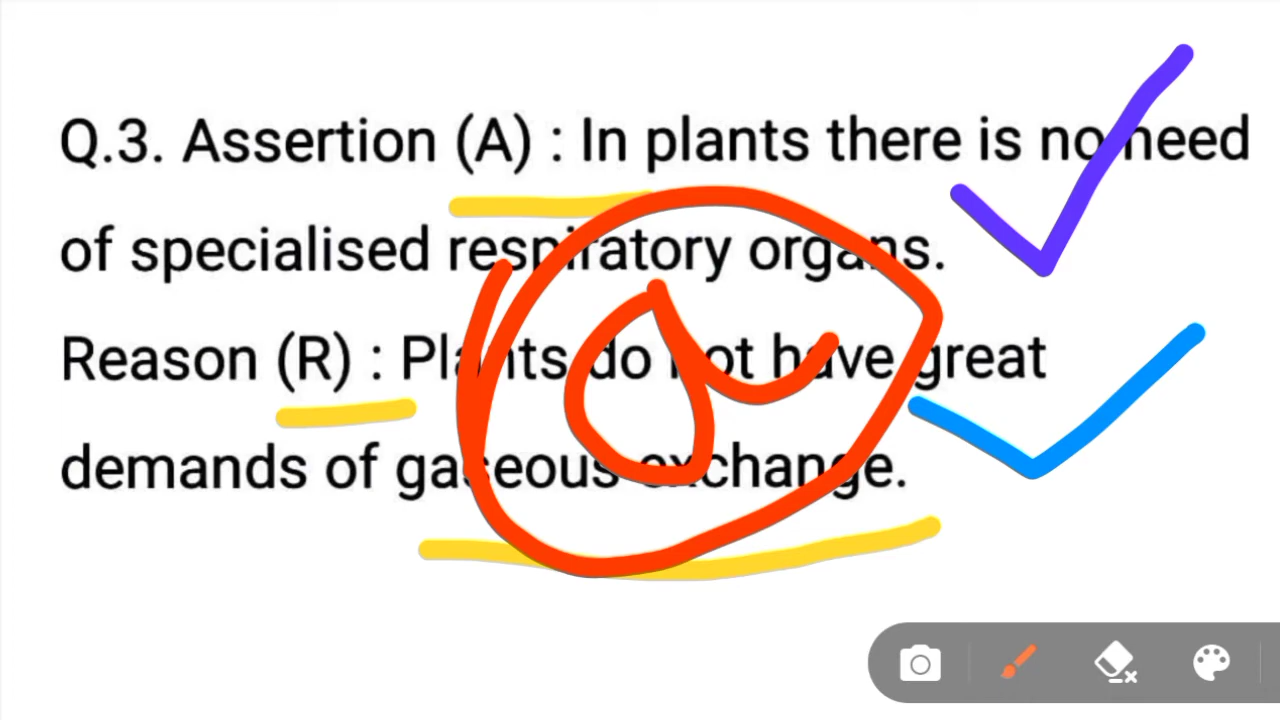 Q.3. Assertion (A) : In plants there is no need
of specialised respiratory organs.
Reason (R) : Plants do not have great
demands of gaseous exchange.
a